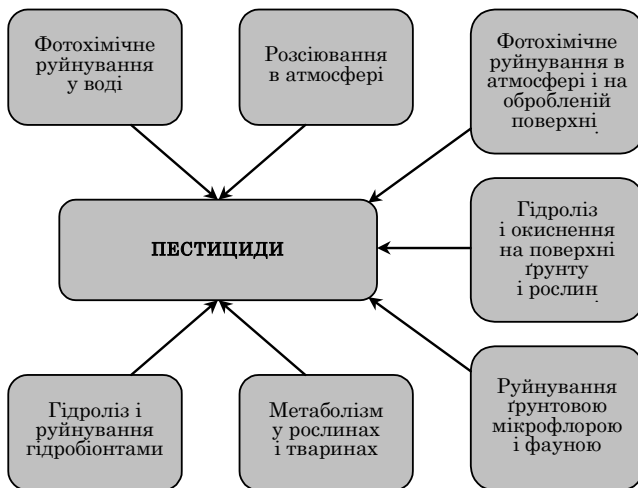 Фотохімічне
руйнування
у воді
Розсіювання
в атмосфері
Фотохімічне
руйнування в
атмосфері і на
обробленій
поверхні
ПЕСТИЦИДИ
Гідроліз
і окиснення
на поверхні
ґрунту
і рослин
Гідроліз і
руйнування
гідробіонтами
Метаболізм
у рослинах
і тваринах
Руйнування
ґрунтовою
мікрофлорою
і фауною